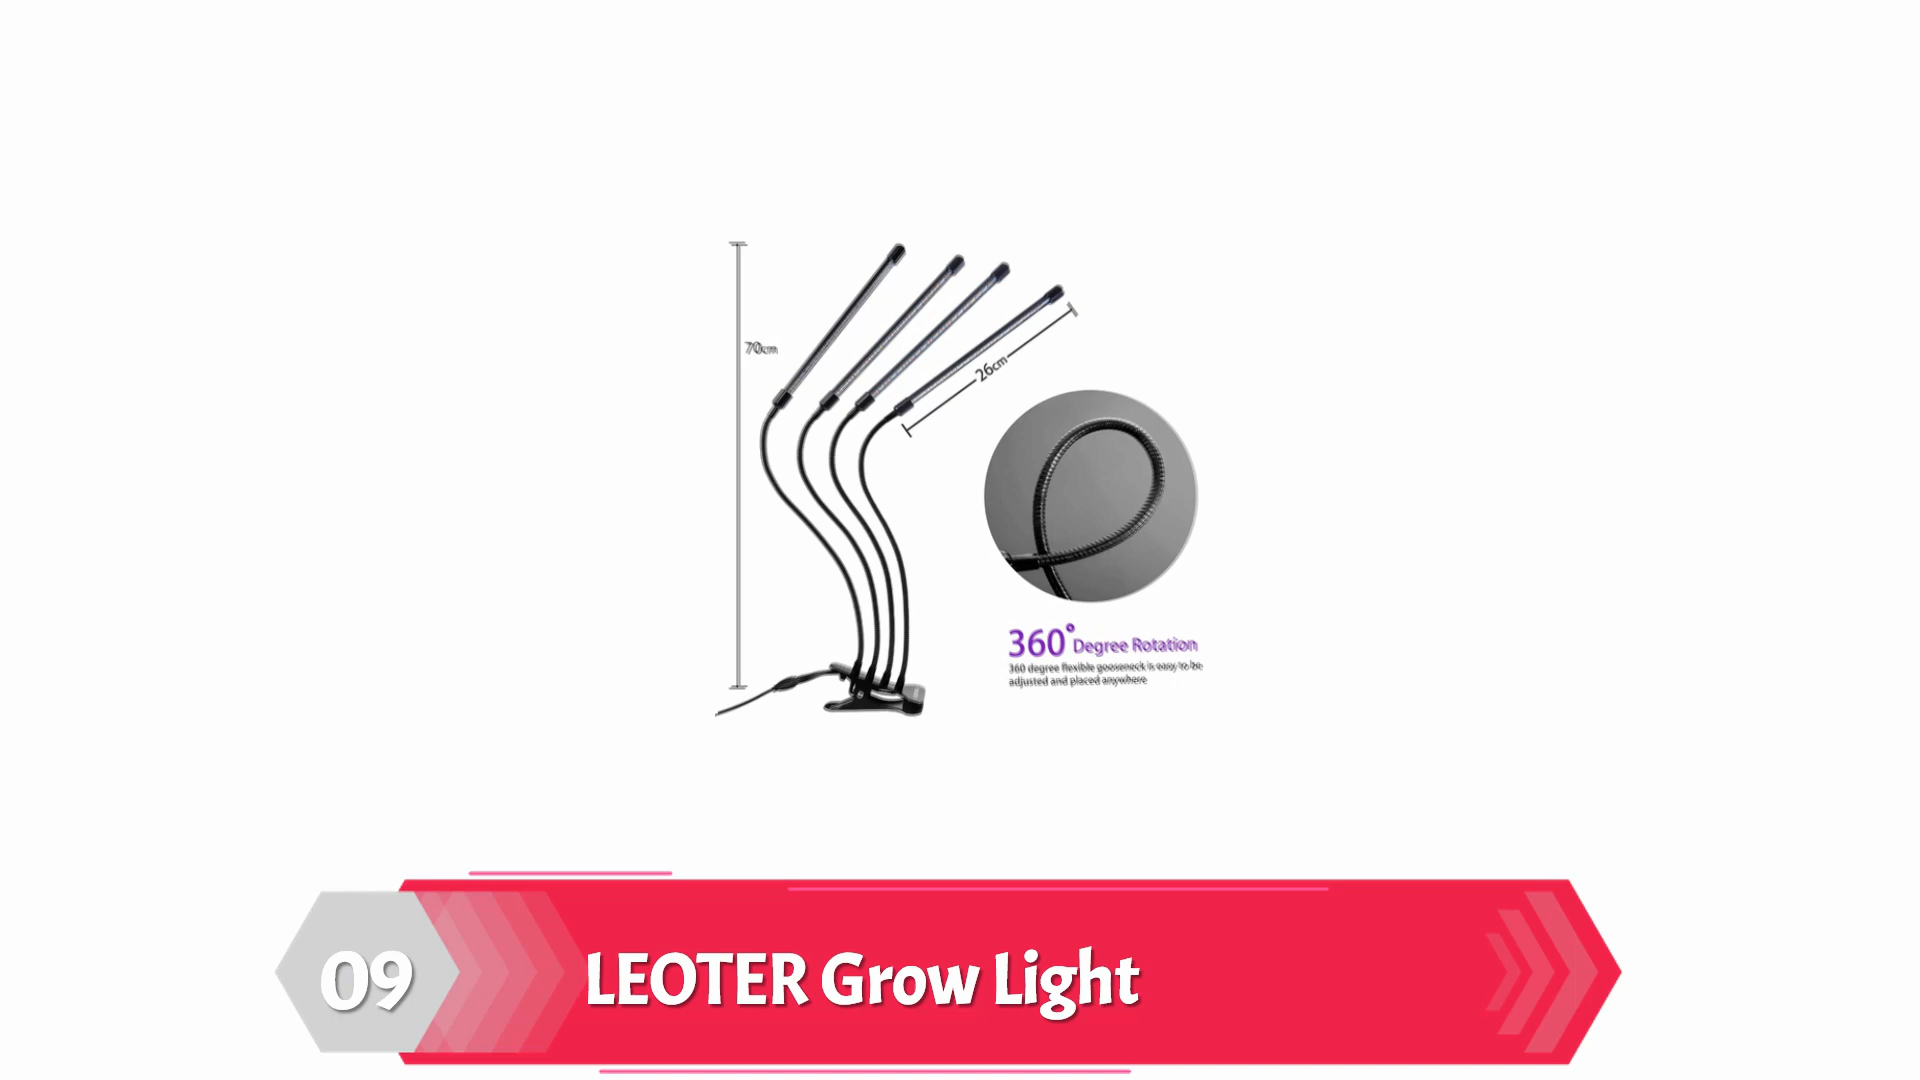 70cm
26cm
360° Degree Rotation
360 degree flexible gooseneck is easy to be
adjusted and placed anywhere
09
LEOTER Grow Light